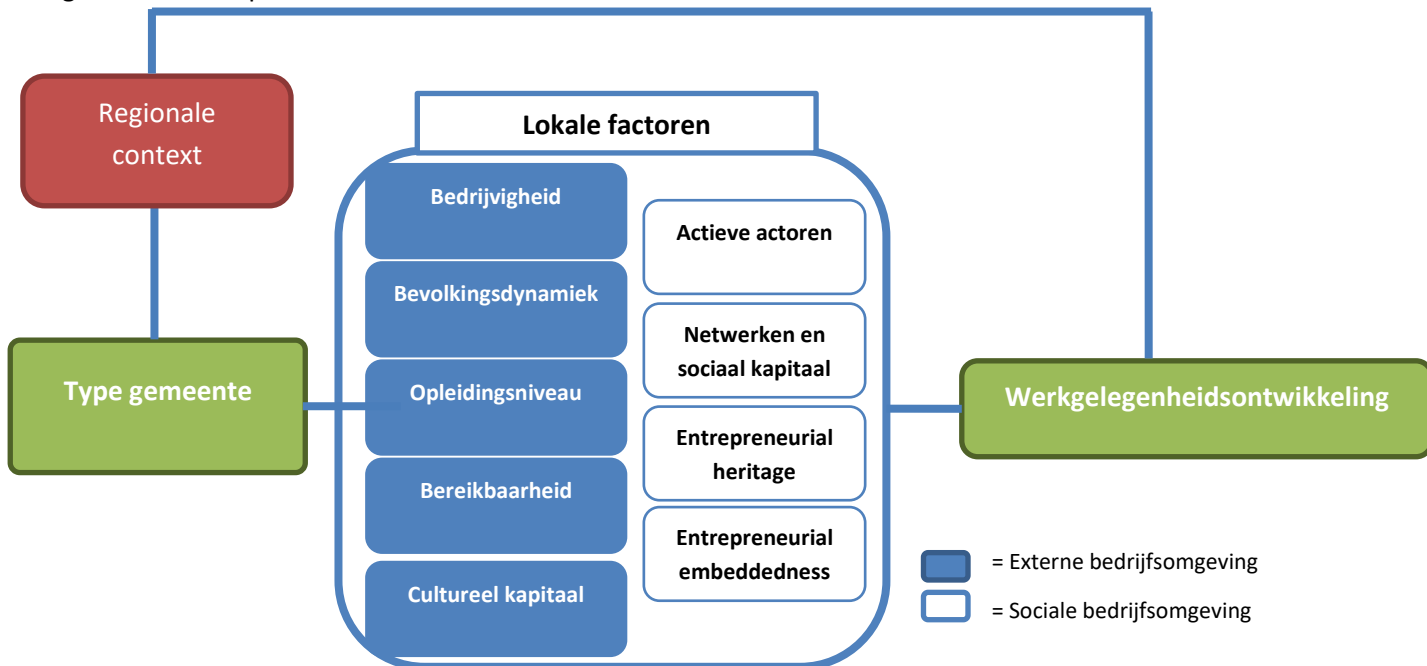 Regionale
context
Lokale factoren
Bedrijvigheid
Actieve actoren
Bevolkingsdynamiek
Netwerken en
sociaal kapitaal
Type gemeente
Opleidingsniveau
Werkgelegenheidsontwikkeling
Entrepreneurial
heritage
Bereikbaarheid
Entrepreneurial
embeddedness
Cultureel kapitaal
= Externe bedrijfsomgeving
= Sociale bedrijfsomgeving